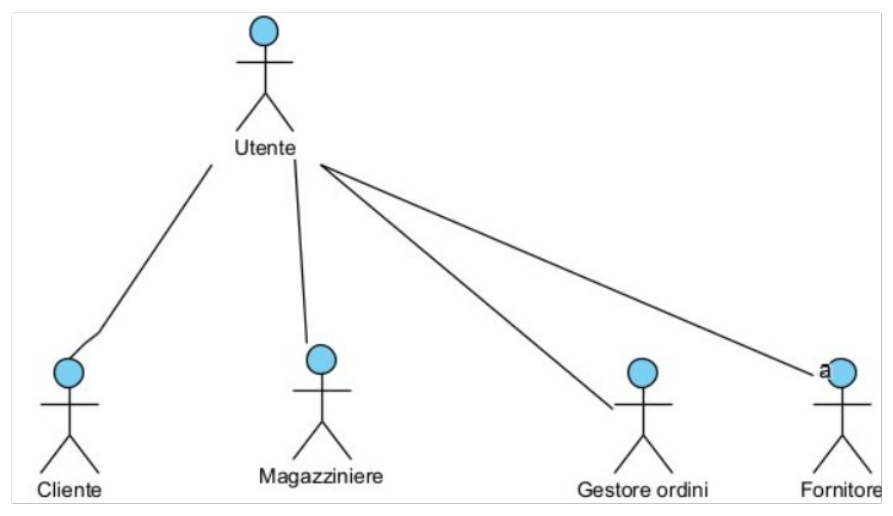 Utente
a
Magazziniere
Cliente
Gestore ordini
Fornitore